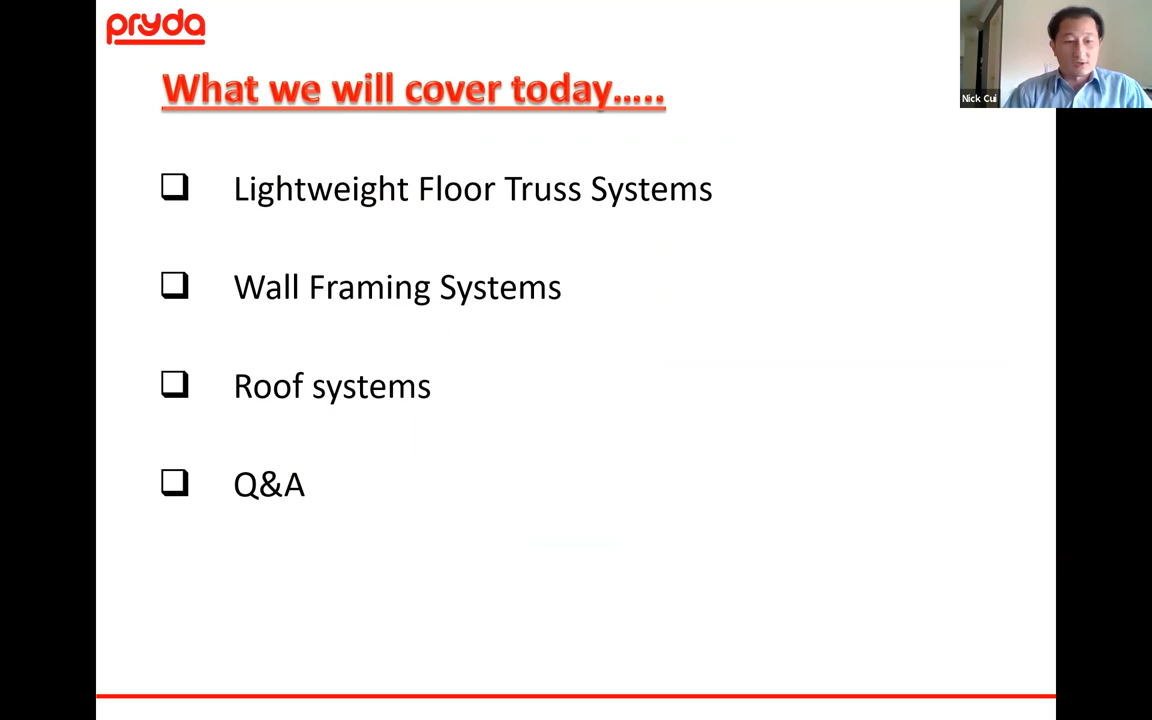 pryda
What we will cover today.....
Nick Cui
Lightweight Floor Truss Systems
Wall Framing Systems
Roof systems
Q&A